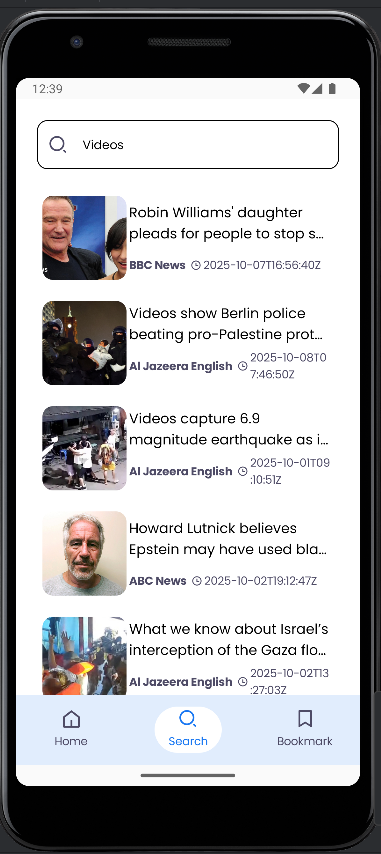 12:39
Videos
Robin Williams' daughter
pleads for people to stop s...
BBC News 2025-10-07T16:56:40Z
Videos show Berlin police
beating pro-Palestine prot...
Al Jazeera English 2025-10-08T0
7:46:50Z
Videos capture 6.9
magnitude earthquake as i...
Al Jazeera English 2025-10-01T09
:10:51Z
Howard Lutnick believes
Epstein may have used bla...
ABC News 2025-10-02T19:12:47Z
What we know about Israel's
interception of the Gaza flo...
Al Jazeera English 2025-10-02T13
:27:03Z
Home
Search
Bookmark